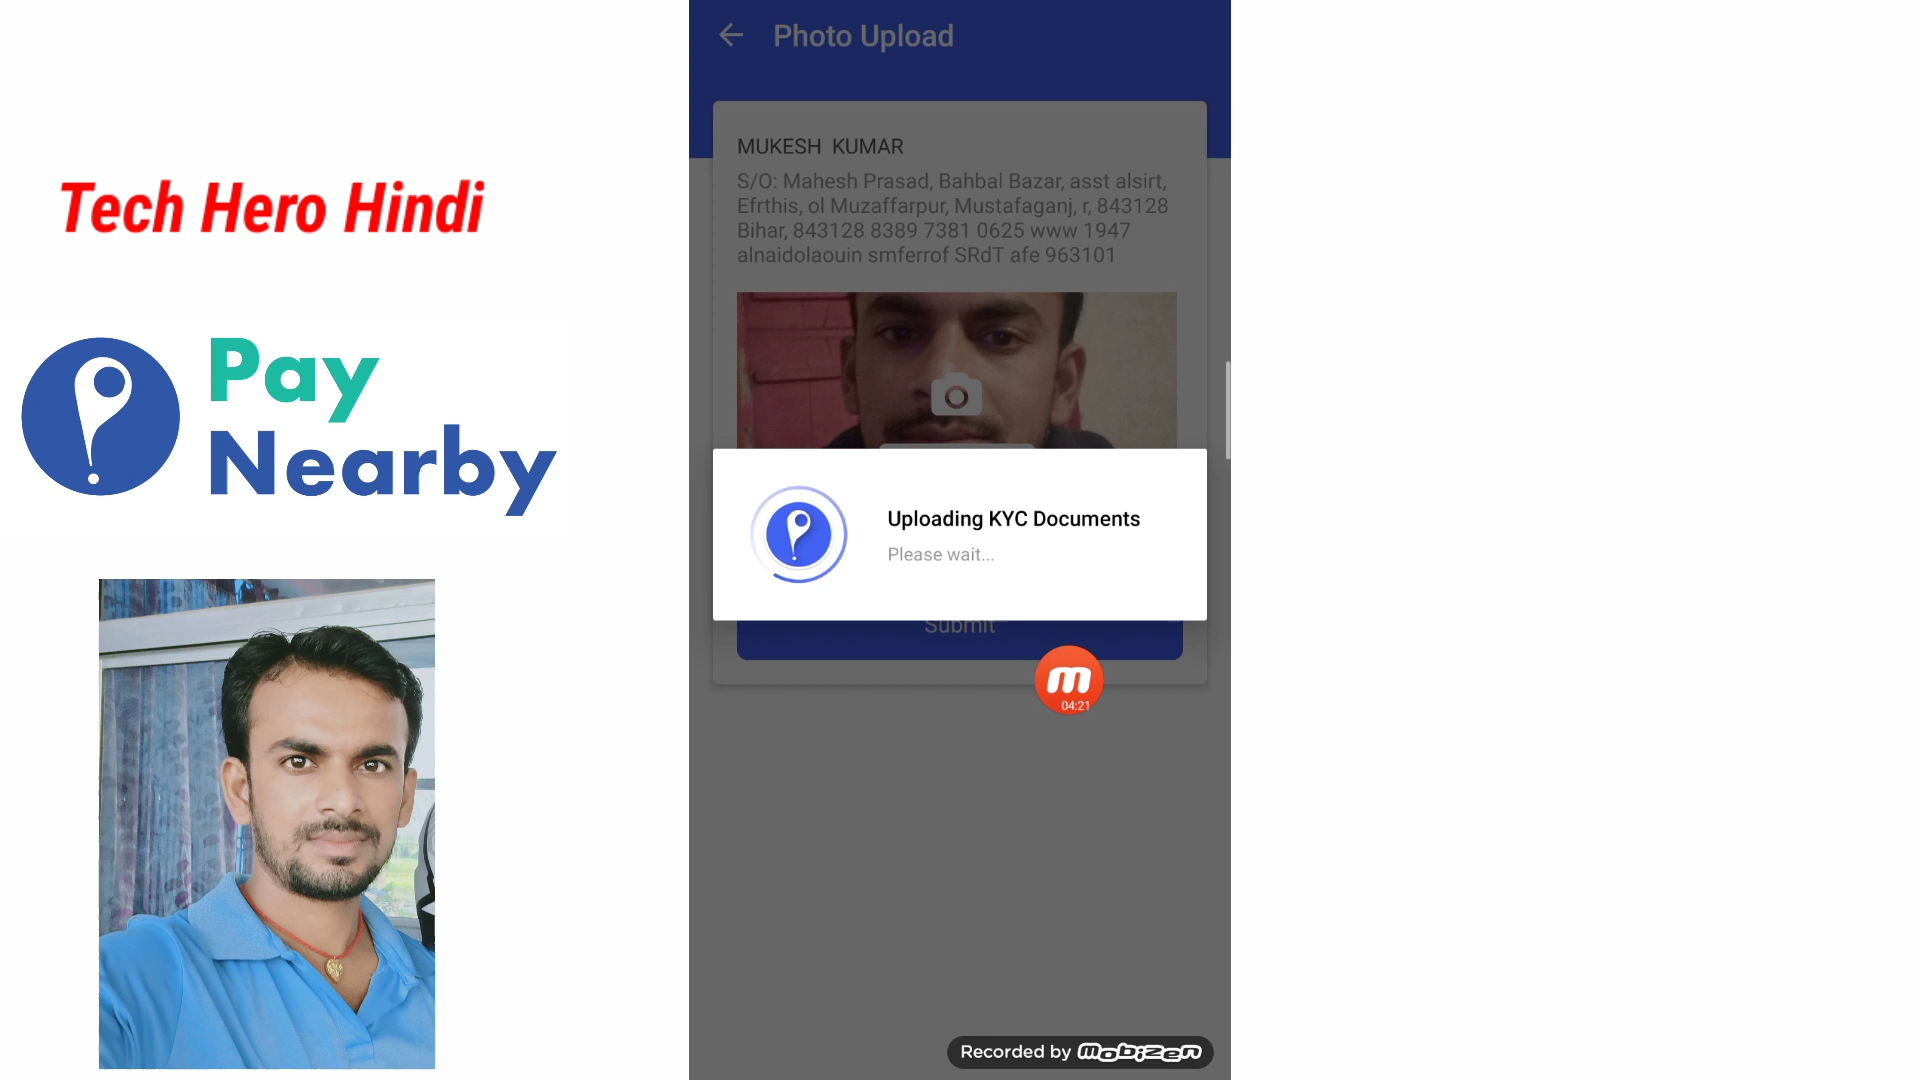 Tech Hero Hindi
Pay
Nearby
Photo Upload
MUKESH KUMAR
S/O: Mahesh Prasad, Bahbal Bazar, asst alsirt,
Efrthis, ol Muzaffarpur, Mustafaganj, r, 843128
Bihar, 843128 8389 7381 0625 www 1947
alnaidolaouin smferrof SRdT afe 963101
Uploading KYC Documents
Please wait...
Submit
m
04:21
Recorded by mobizen